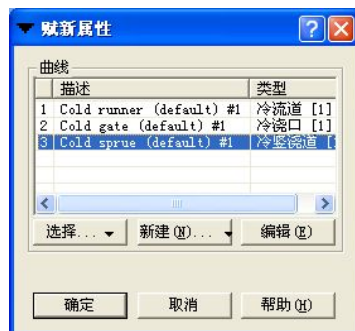 赋新属性
曲线
描述 类型
1 Cold runner (default) #1 冷流道 [1]
2 Cold gate (default) #1 冷浇口 [1]
3 Cold sprue (default) #1 冷竖浇道 [
选择... 新建(N)... 编辑(E)
确定 取消 帮助(H)